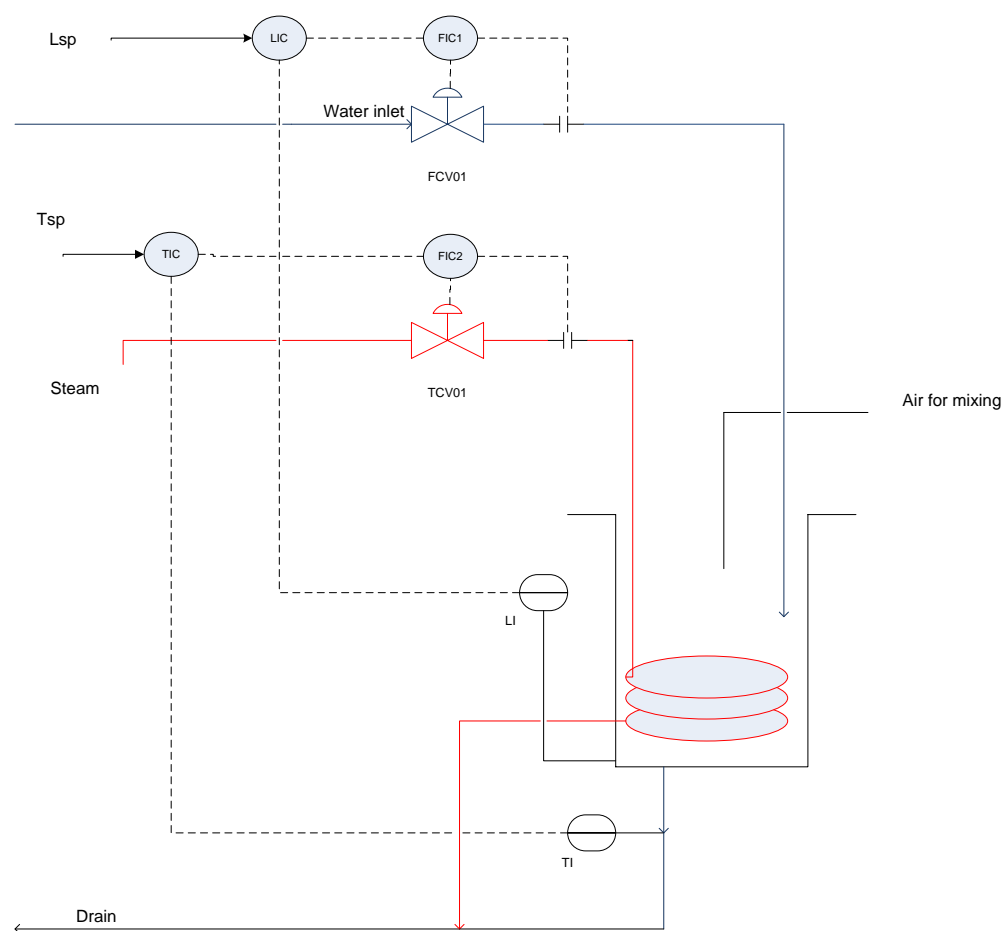 Lsp
LIC
FIC1
Water inlet
FCV01
Tsp
TIC
FIC2
Steam
TCV01
Air for mixing
LI
TI
Drain